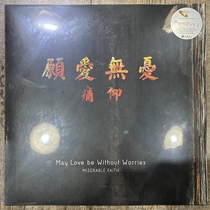 願愛無憂
痛仰
May Love be Without Worries
MISERABLE FAITH